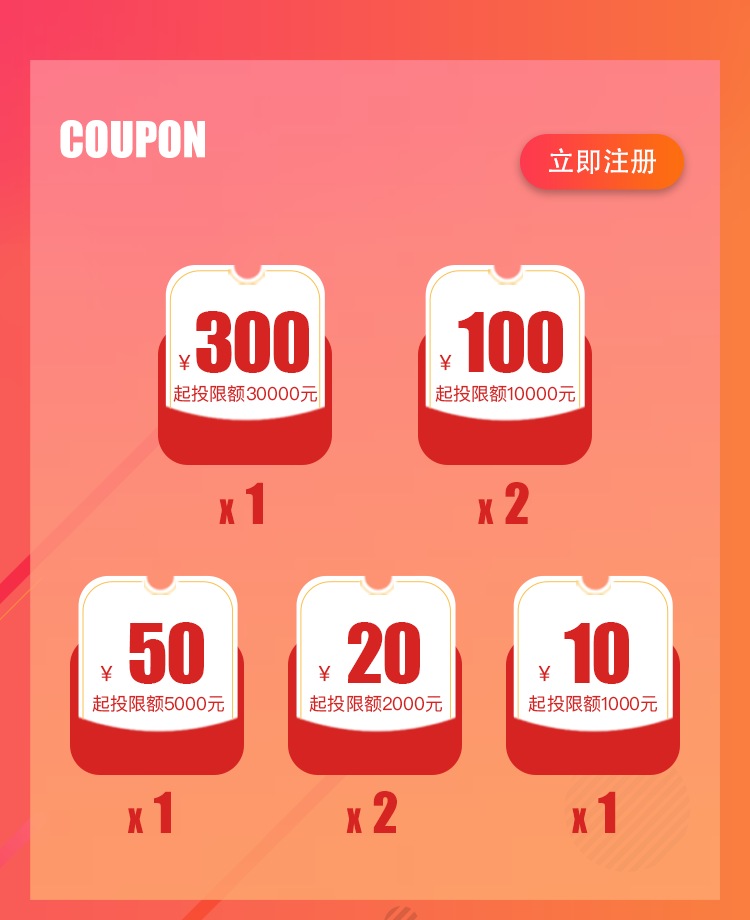 COUPON
立即注册
¥300
起投限额30000元
x 1
¥100
起投限额10000元
x 2
¥50
起投限额5000元
x 1
¥20
起投限额2000元
x 2
¥10
起投限额1000元
x 1